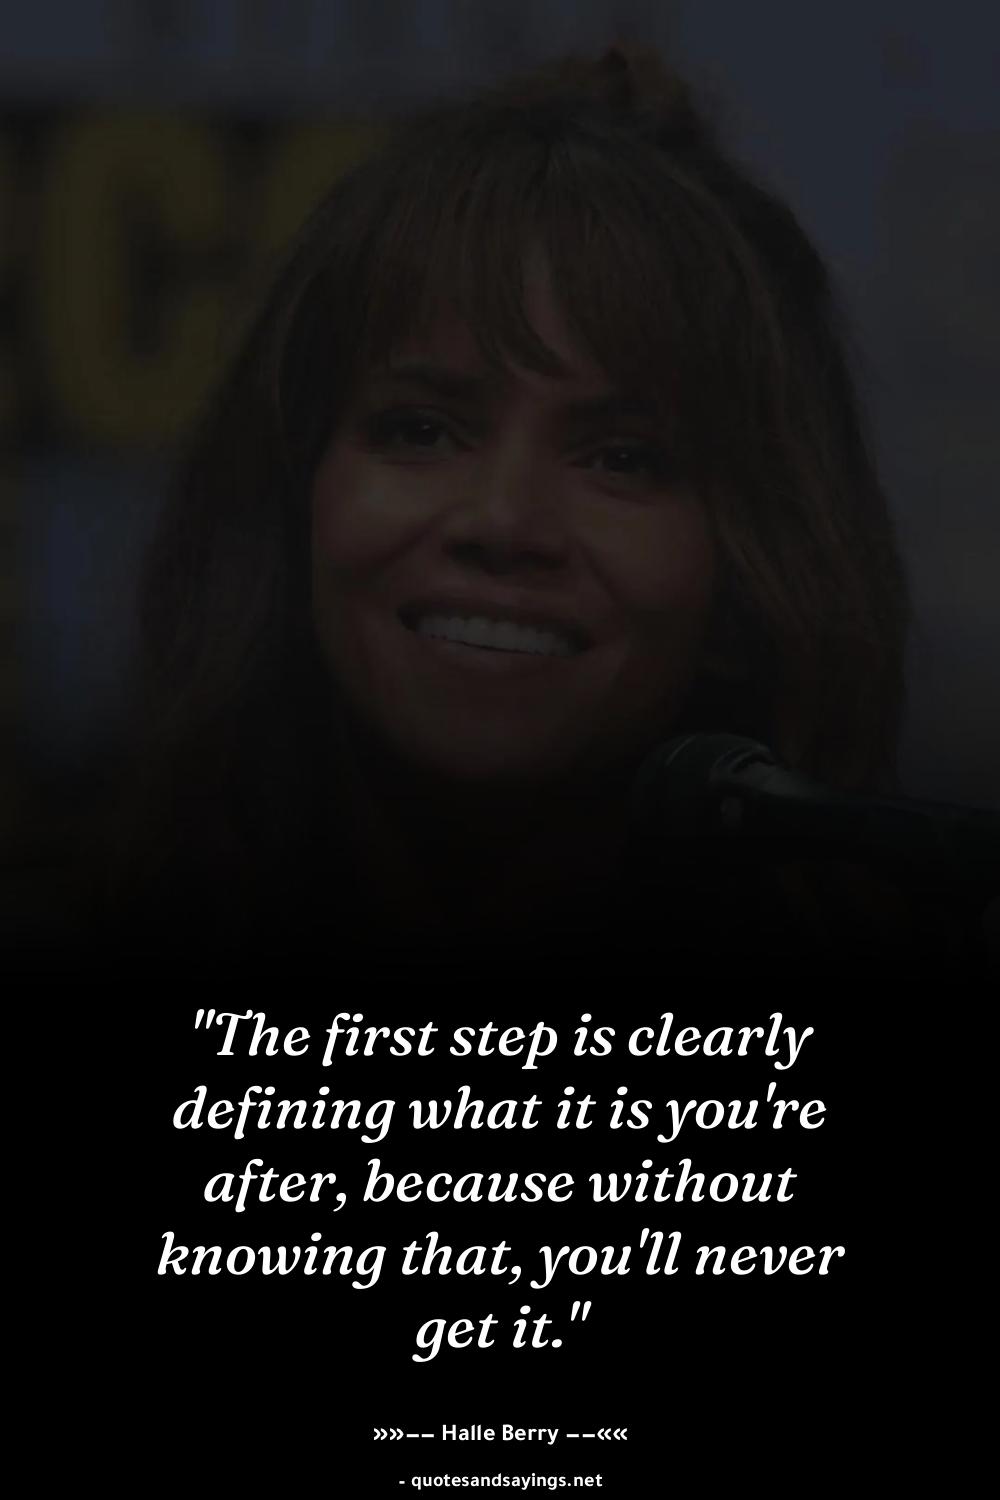 "The first step is clearly
defining what it is you're
after, because without
knowing that, you'll never
get it."
»»–– Halle Berry ––««
- quotesandsayings.net